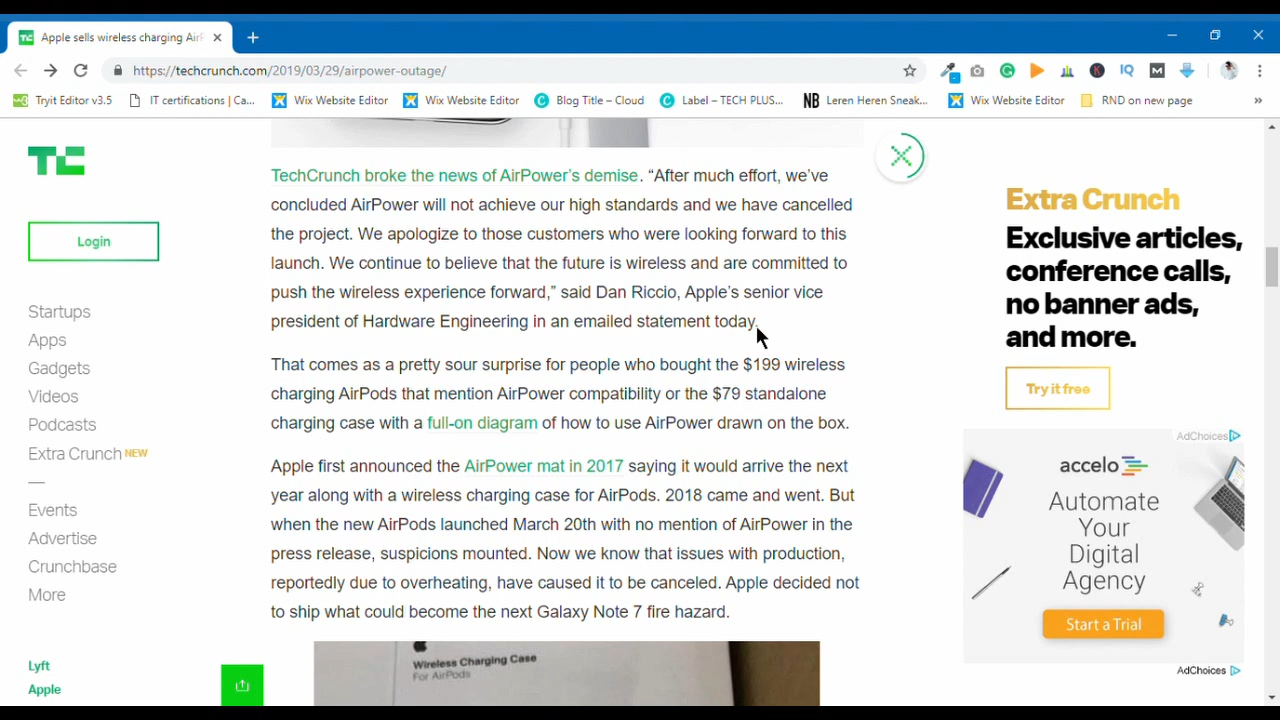 Apple sells wireless charging Air
https://techcrunch.com/2019/03/29/airpower-outage/
Tryit Editor v3.5
IT certifications | Ca...
Wix Website Editor
Wix Website Editor
Blog Title – Cloud
Label – TECH PLUS...
NB
Leren Heren Sneak...
Wix Website Editor
RND on new page
»
TC
Login
Startups
Apps
Gadgets
Videos
Podcasts
Extra Crunch NEW
—
Events
Advertise
Crunchbase
More
Lyft
Apple
TechCrunch broke the news of AirPower’s demise. “After much effort, we’ve
concluded AirPower will not achieve our high standards and we have cancelled
the project. We apologize to those customers who were looking forward to this
launch. We continue to believe that the future is wireless and are committed to
push the wireless experience forward,” said Dan Riccio, Apple’s senior vice
president of Hardware Engineering in an emailed statement today.
That comes as a pretty sour surprise for people who bought the $199 wireless
charging AirPods that mention AirPower compatibility or the $79 standalone
charging case with a full-on diagram of how to use AirPower drawn on the box.
Apple first announced the AirPower mat in 2017 saying it would arrive the next
year along with a wireless charging case for AirPods. 2018 came and went. But
when the new AirPods launched March 20th with no mention of AirPower in the
press release, suspicions mounted. Now we know that issues with production,
reportedly due to overheating, have caused it to be canceled. Apple decided not
to ship what could become the next Galaxy Note 7 fire hazard.
Wireless Charging Case
For AirPods
Extra Crunch
Exclusive articles,
conference calls,
no banner ads,
and more.
Try it free
AdChoices
accelo
Automate
Your
Digital
Agency
Start a Trial
AdChoices